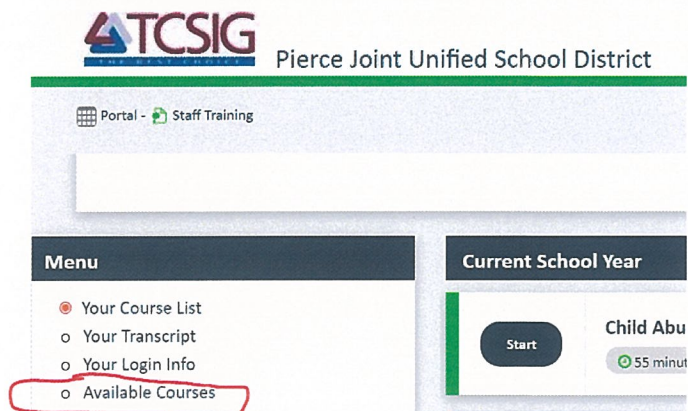 TCSIG
THE BEST CHOICE
Pierce Joint Unified School District
Portal - Staff Training
Menu
Your Course List
Your Transcript
Your Login Info
Available Courses
Current School Year
Start
Child Abu
55 minut